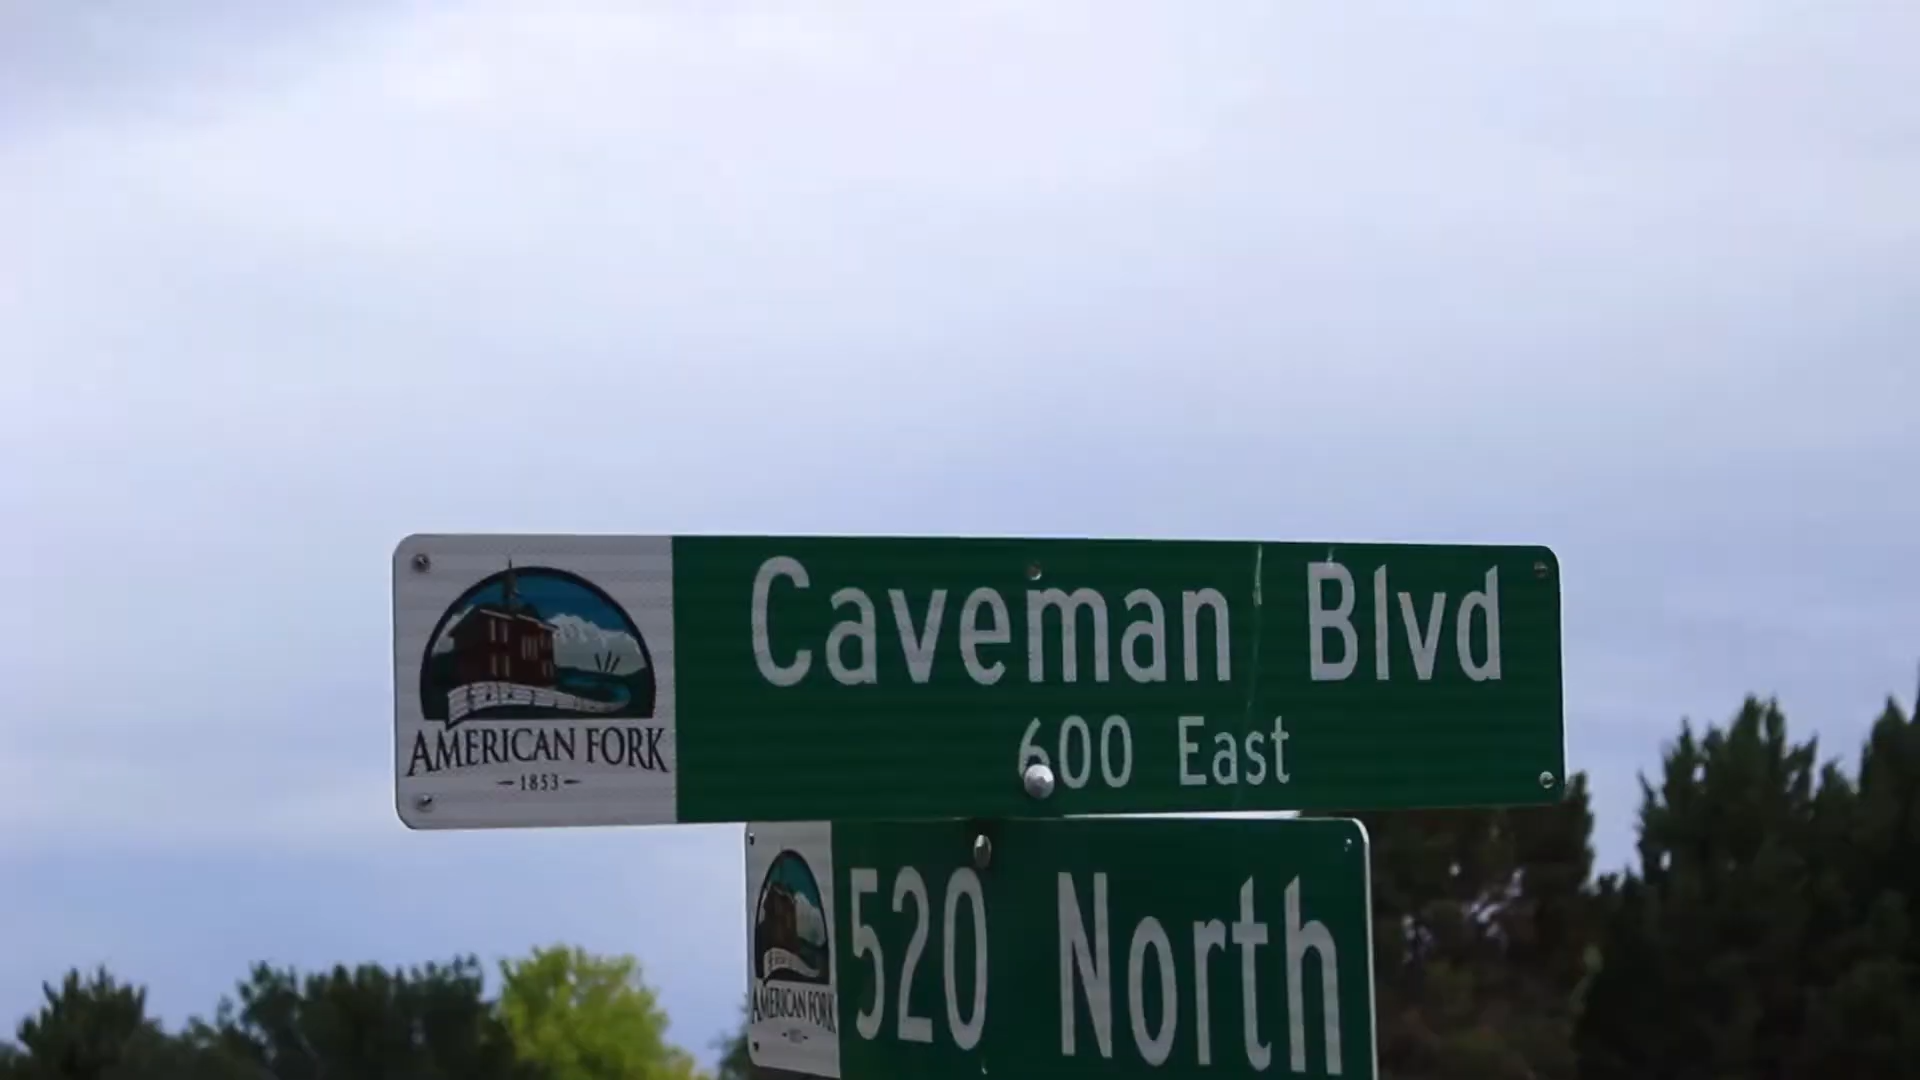 Caveman Blvd
600 East
AMERICAN FORK
1853
520 North
AMERICAN FORK